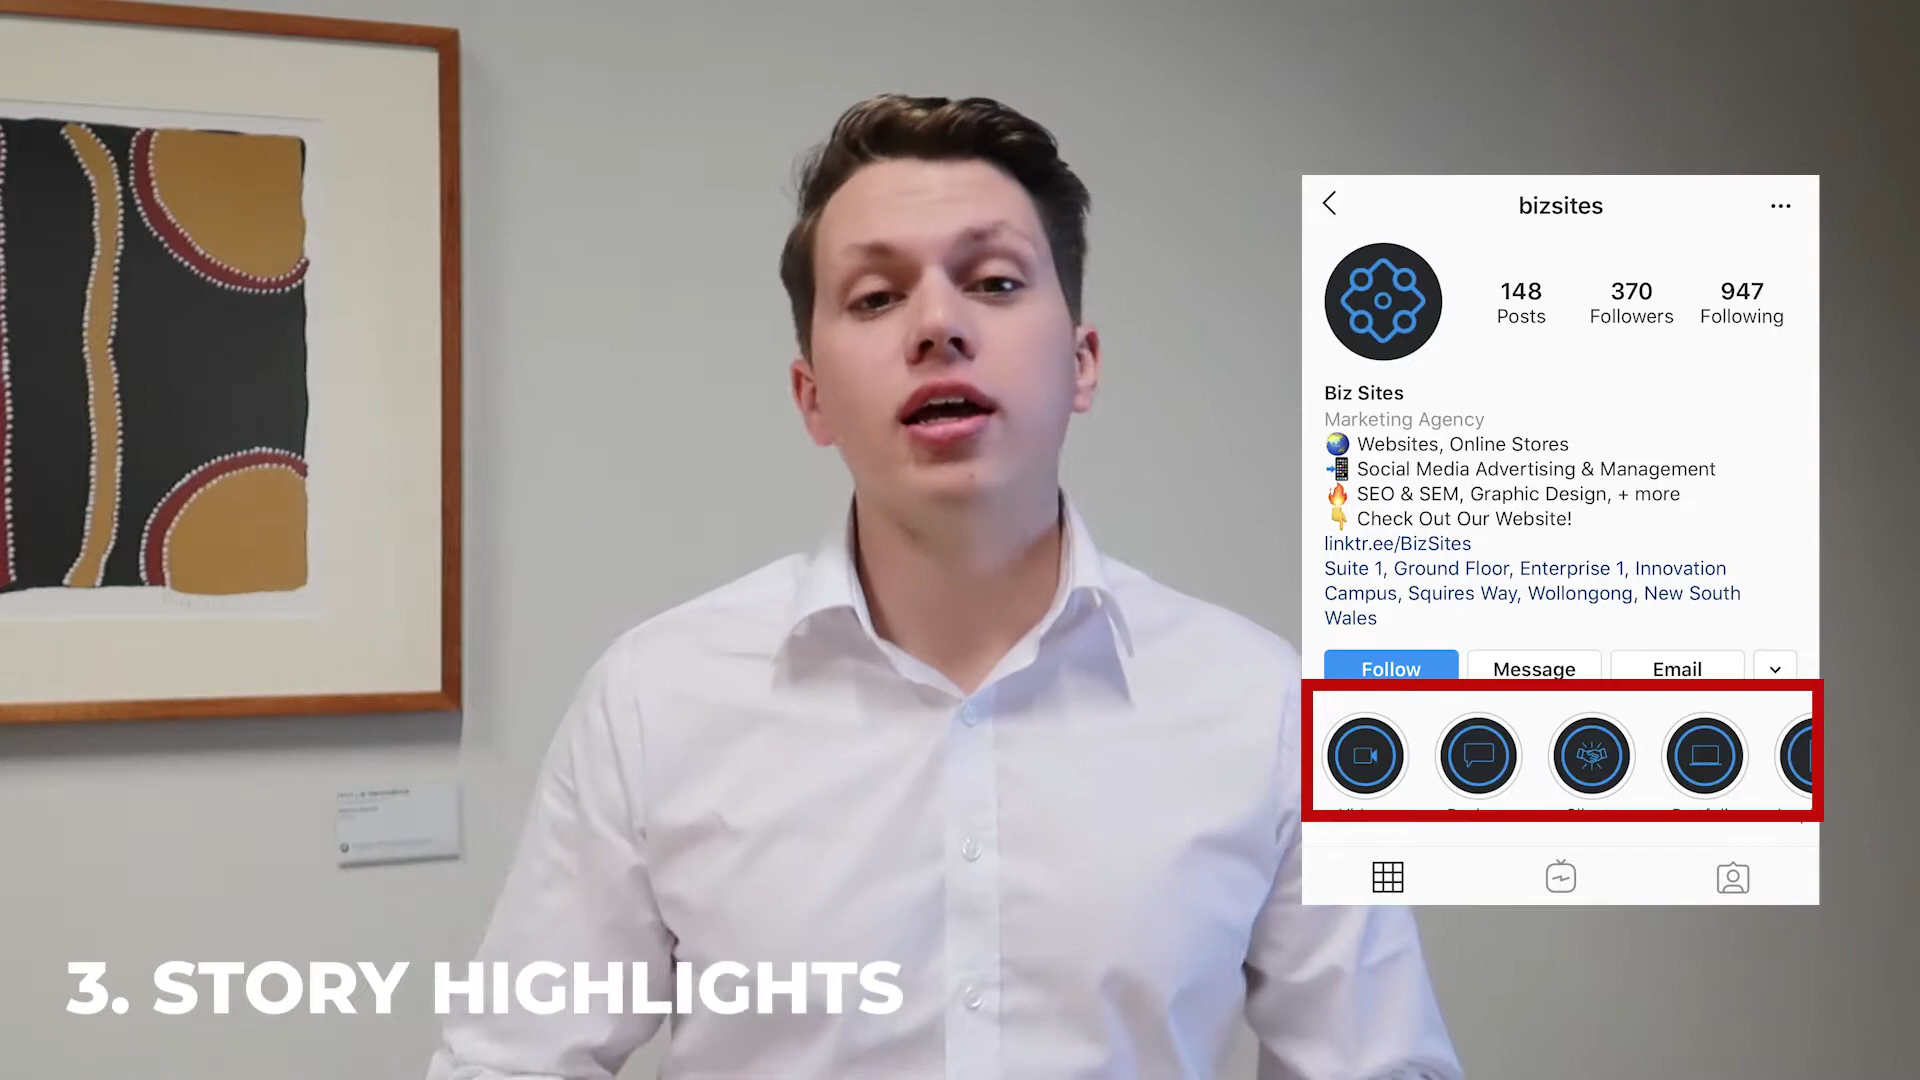 bizsites
148
370
947
Posts
Followers
Following
Biz Sites
Marketing Agency
Websites, Online Stores
Social Media Advertising & Management
SEO & SEM, Graphic Design, + more
Check Out Our Website!
linktr.ee/BizSites
Suite 1, Ground Floor, Enterprise 1, Innovation
Campus, Squires Way, Wollongong, New South
Wales
Follow
Message
Email
3. STORY HIGHLIGHTS